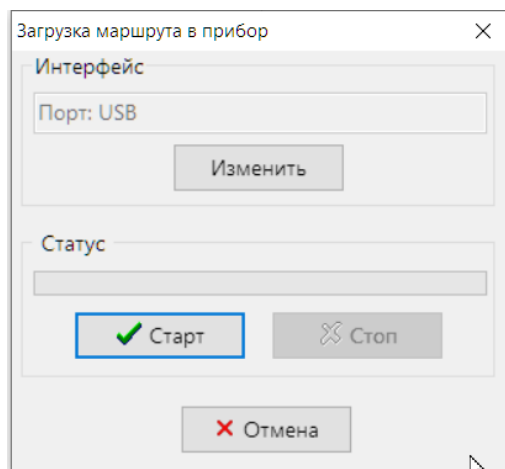 Загрузка маршрута в прибор
Интерфейс
Порт: USB
Изменить
Статус
Старт
Стоп
Отмена